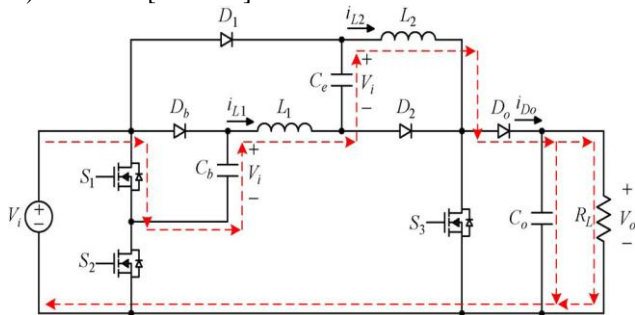 D1
iL2
L2
Ce
+
Vi
−
Db
iL1
L1
D2
Do
iDo
S1
Cb
+
Vi
−
Vi
+
−
S2
S3
Co
RL
+
Vo
−